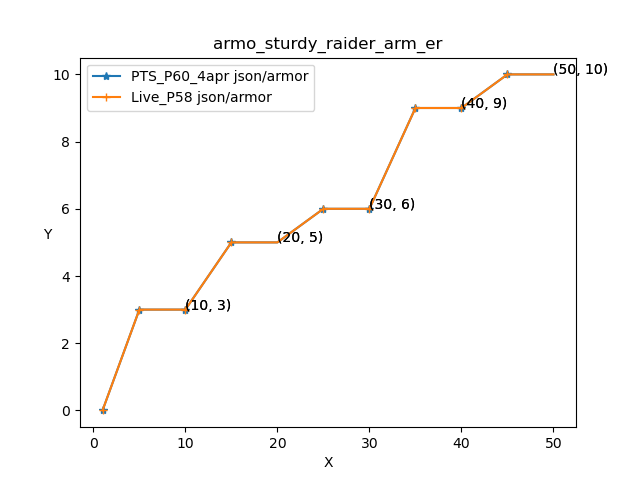 armo_sturdy_raider_arm_er
PTS_P60_4apr json/armor
Live_P58 json/armor
(50, 10)
(40, 9)
(30, 6)
(20, 5)
(10, 3)
10
8
6
4
2
0
Y
0 10 20 30 40 50
X